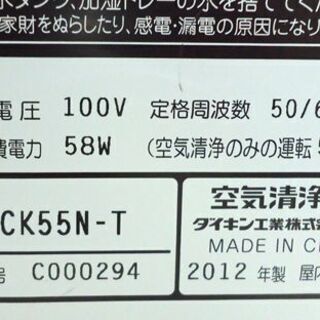 水タンク、加湿トレーの水を捨ててく
家財をぬらしたり、感電・漏電の原因になり
電圧 100V 定格周波数 50/6
費電力 58W (空気清浄のみの運転
CK55N-T
空気清浄
ダイキン工業株式会
MADE IN C
号 C000294
2012 年製 屋内